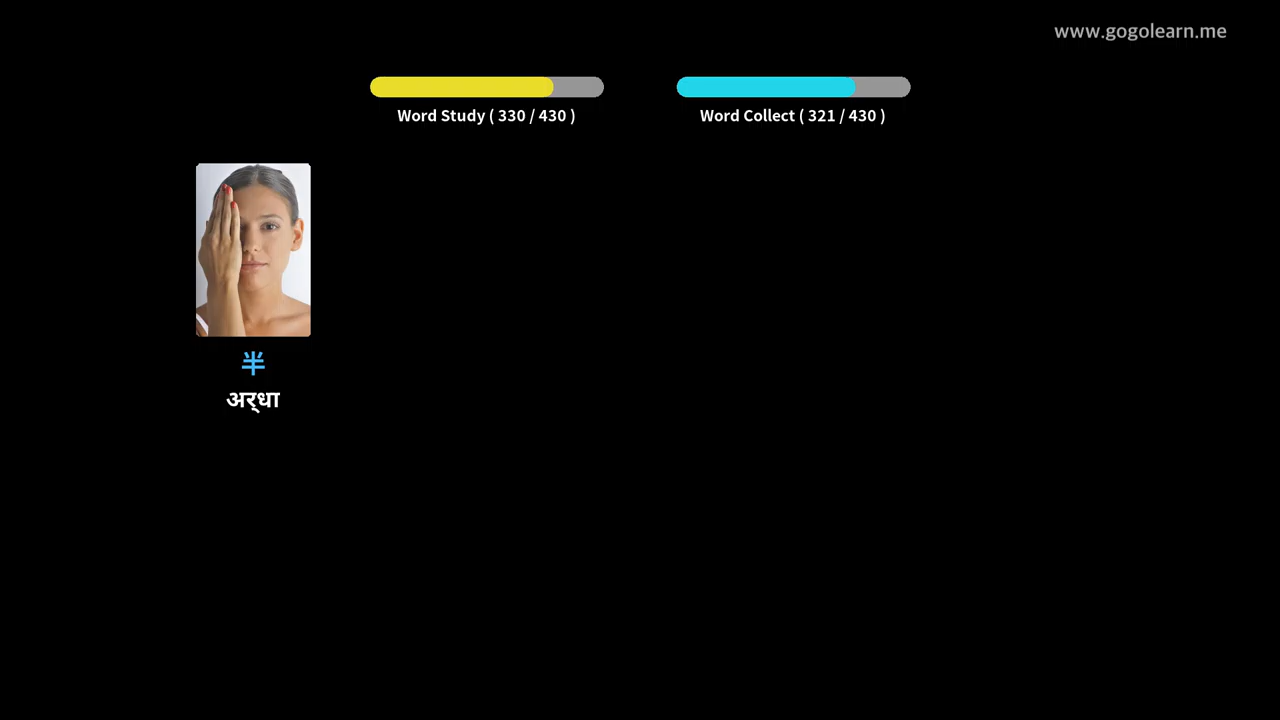 www.gogolearn.me
Word Study ( 330 / 430 )
Word Collect ( 321 / 430 )
半
अर्‍धा